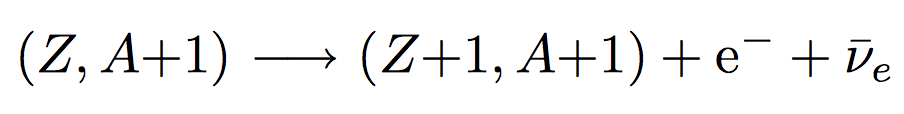 (Z, A+1) ⟶ (Z+1, A+1) + e⁻ + ν̄ₑ